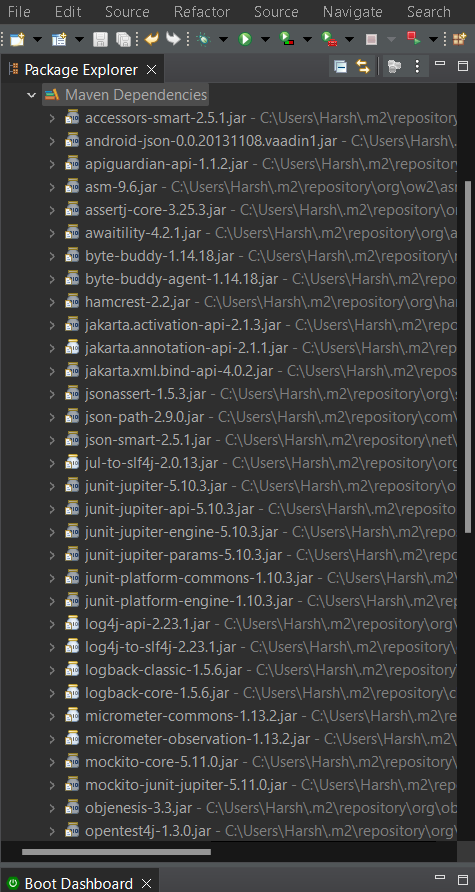 File Edit Source Refactor Source Navigate Search
Package Explorer
Maven Dependencies
accessors-smart-2.5.1.jar - C:\Users\Harsh\.m2\repository
android-json-0.0.20131108.vaadin1.jar - C:\Users\Harsh\.m
apiguardian-api-1.1.2.jar - C:\Users\Harsh\.m2\repository\
asm-9.6.jar - C:\Users\Harsh\.m2\repository\org\ow2\asm
assertj-core-3.25.3.jar - C:\Users\Harsh\.m2\repository\or
awaitility-4.2.1.jar - C:\Users\Harsh\.m2\repository\org\a
byte-buddy-1.14.18.jar - C:\Users\Harsh\.m2\repository\n
byte-buddy-agent-1.14.18.jar - C:\Users\Harsh\.m2\repos
hamcrest-2.2.jar - C:\Users\Harsh\.m2\repository\org\har
jakarta.activation-api-2.1.3.jar - C:\Users\Harsh\.m2\repo
jakarta.annotation-api-2.1.1.jar - C:\Users\Harsh\.m2\rep
jakarta.xml.bind-api-4.0.2.jar - C:\Users\Harsh\.m2\repos
jsonassert-1.5.3.jar - C:\Users\Harsh\.m2\repository\org\s
json-path-2.9.0.jar - C:\Users\Harsh\.m2\repository\com\
json-smart-2.5.1.jar - C:\Users\Harsh\.m2\repository\net\
jul-to-slf4j-2.0.13.jar - C:\Users\Harsh\.m2\repository\org
junit-jupiter-5.10.3.jar - C:\Users\Harsh\.m2\repository\o
junit-jupiter-api-5.10.3.jar - C:\Users\Harsh\.m2\reposito
junit-jupiter-engine-5.10.3.jar - C:\Users\Harsh\.m2\repo
junit-jupiter-params-5.10.3.jar - C:\Users\Harsh\.m2\repo
junit-platform-commons-1.10.3.jar - C:\Users\Harsh\.m2\
junit-platform-engine-1.10.3.jar - C:\Users\Harsh\.m2\rep
log4j-api-2.23.1.jar - C:\Users\Harsh\.m2\repository\org\
log4j-to-slf4j-2.23.1.jar - C:\Users\Harsh\.m2\repository\
logback-classic-1.5.6.jar - C:\Users\Harsh\.m2\repository\
logback-core-1.5.6.jar - C:\Users\Harsh\.m2\repository\c
micrometer-commons-1.13.2.jar - C:\Users\Harsh\.m2\re
micrometer-observation-1.13.2.jar - C:\Users\Harsh\.m2\
mockito-core-5.11.0.jar - C:\Users\Harsh\.m2\repository\
mockito-junit-jupiter-5.11.0.jar - C:\Users\Harsh\.m2\rep
objenesis-3.3.jar - C:\Users\Harsh\.m2\repository\org\ob
opentest4j-1.3.0.jar - C:\Users\Harsh\.m2\repository\org\
Boot Dashboard